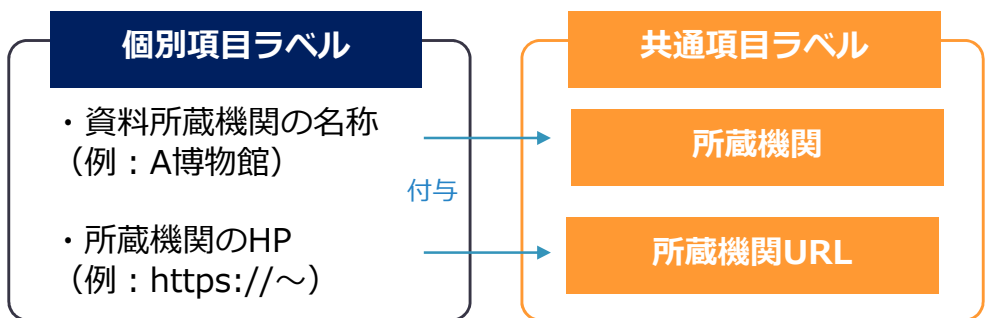 個別項目ラベル
・資料所蔵機関の名称
（例：A博物館）
・所蔵機関のHP
（例：https://～）
付与
共通項目ラベル
所蔵機関
所蔵機関URL